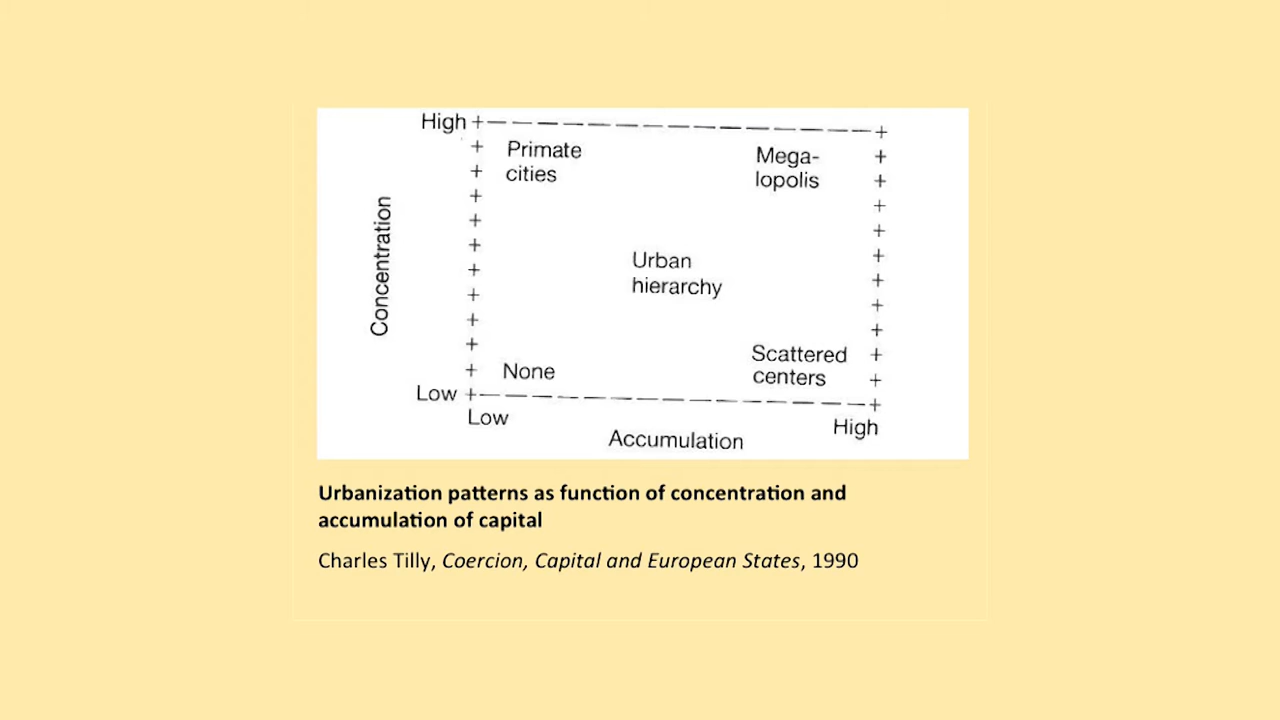 High
Primate
cities
Mega-
lopolis
Concentration
Urban
hierarchy
None
Scattered
centers
Low
Low
High
Accumulation
Urbanization patterns as function of concentration and
accumulation of capital
Charles Tilly, Coercion, Capital and European States, 1990